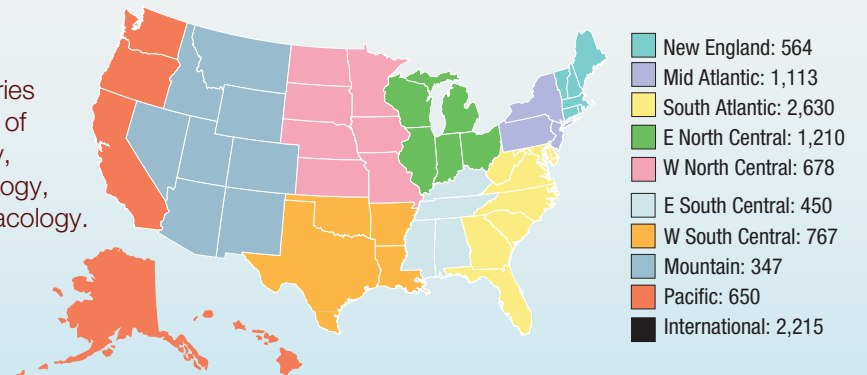 of
New England: 564
Mid Atlantic: 1,113
South Atlantic: 2,630
E North Central: 1,210
W North Central: 678
E South Central: 450
W South Central: 767
Mountain: 347
Pacific: 650
International: 2,215